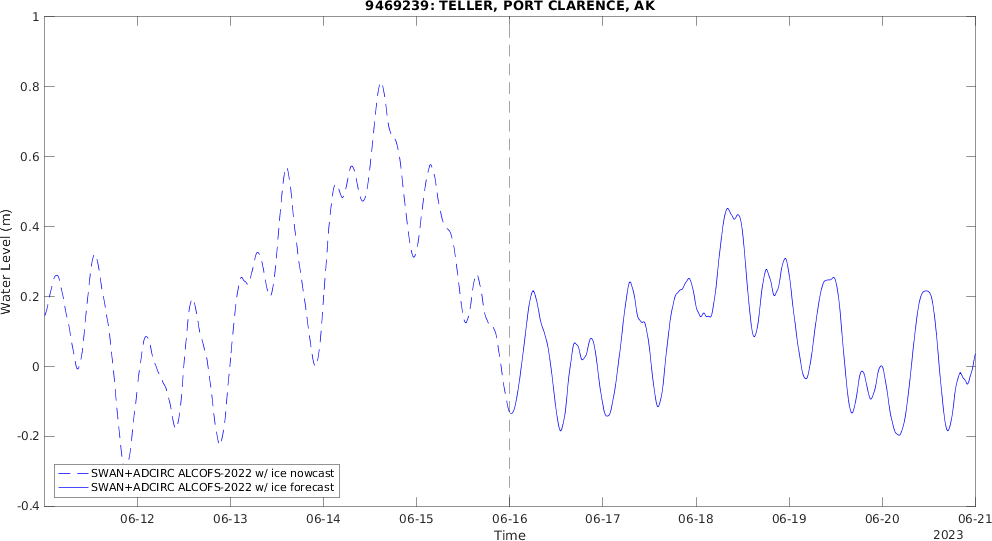 9469239: TELLER, PORT CLARENCE, AK
1
0.8
0.6
0.4
0.2
0
-0.2
-0.4
Water Level (m)
SWAN+ADCIRC ALCOFS-2022 w/ ice nowcast
SWAN+ADCIRC ALCOFS-2022 w/ ice forecast
06-12 06-13 06-14 06-15 06-16 06-17 06-18 06-19 06-20 06-21
Time
2023